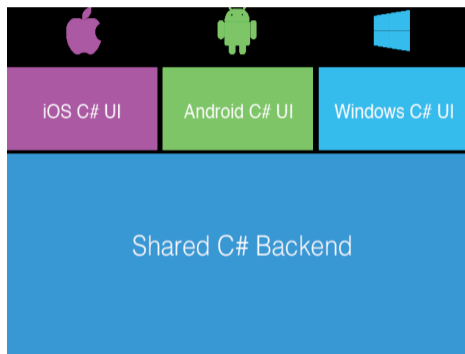 iOS C# UI
Android C# UI
Windows C# UI
Shared C# Backend